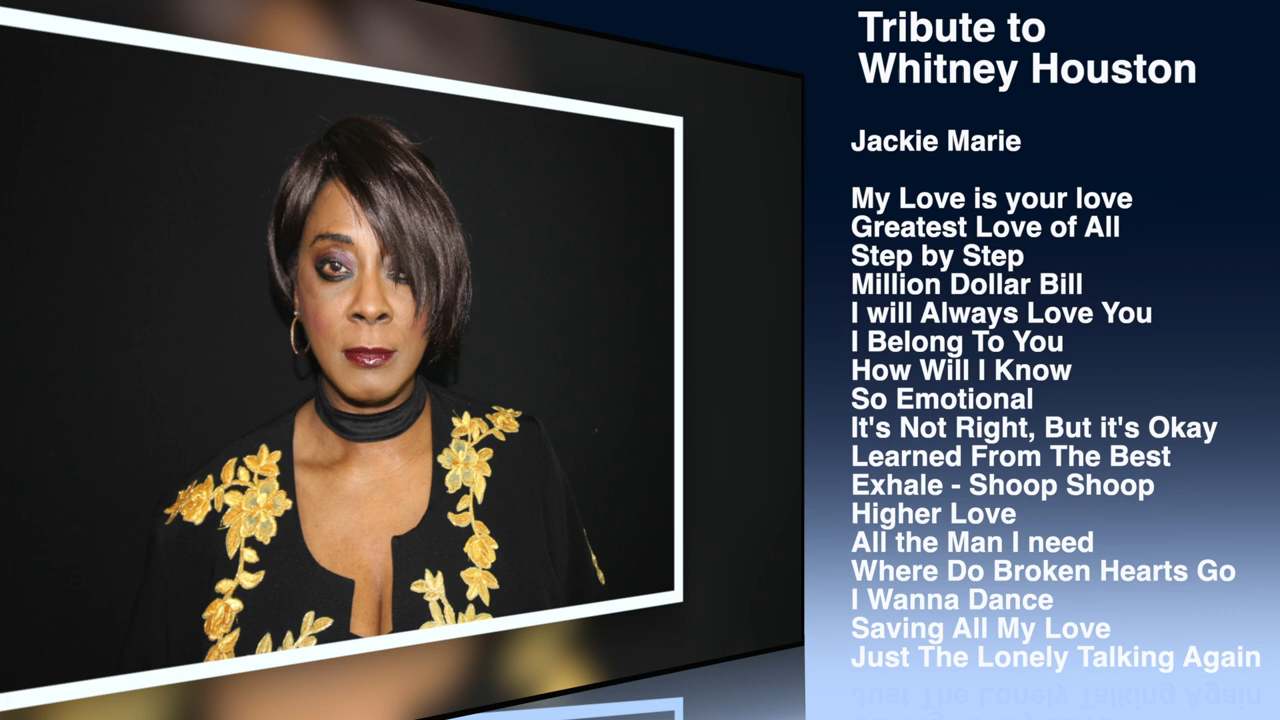 Tribute to
Whitney Houston
Jackie Marie
My Love is your love
Greatest Love of All
Step by Step
Million Dollar Bill
I will Always Love You
I Belong To You
How Will I Know
So Emotional
It's Not Right, But it's Okay
Learned From The Best
Exhale - Shoop Shoop
Higher Love
All the Man I need
Where Do Broken Hearts Go
I Wanna Dance
Saving All My Love
Just The Lonely Talking Again